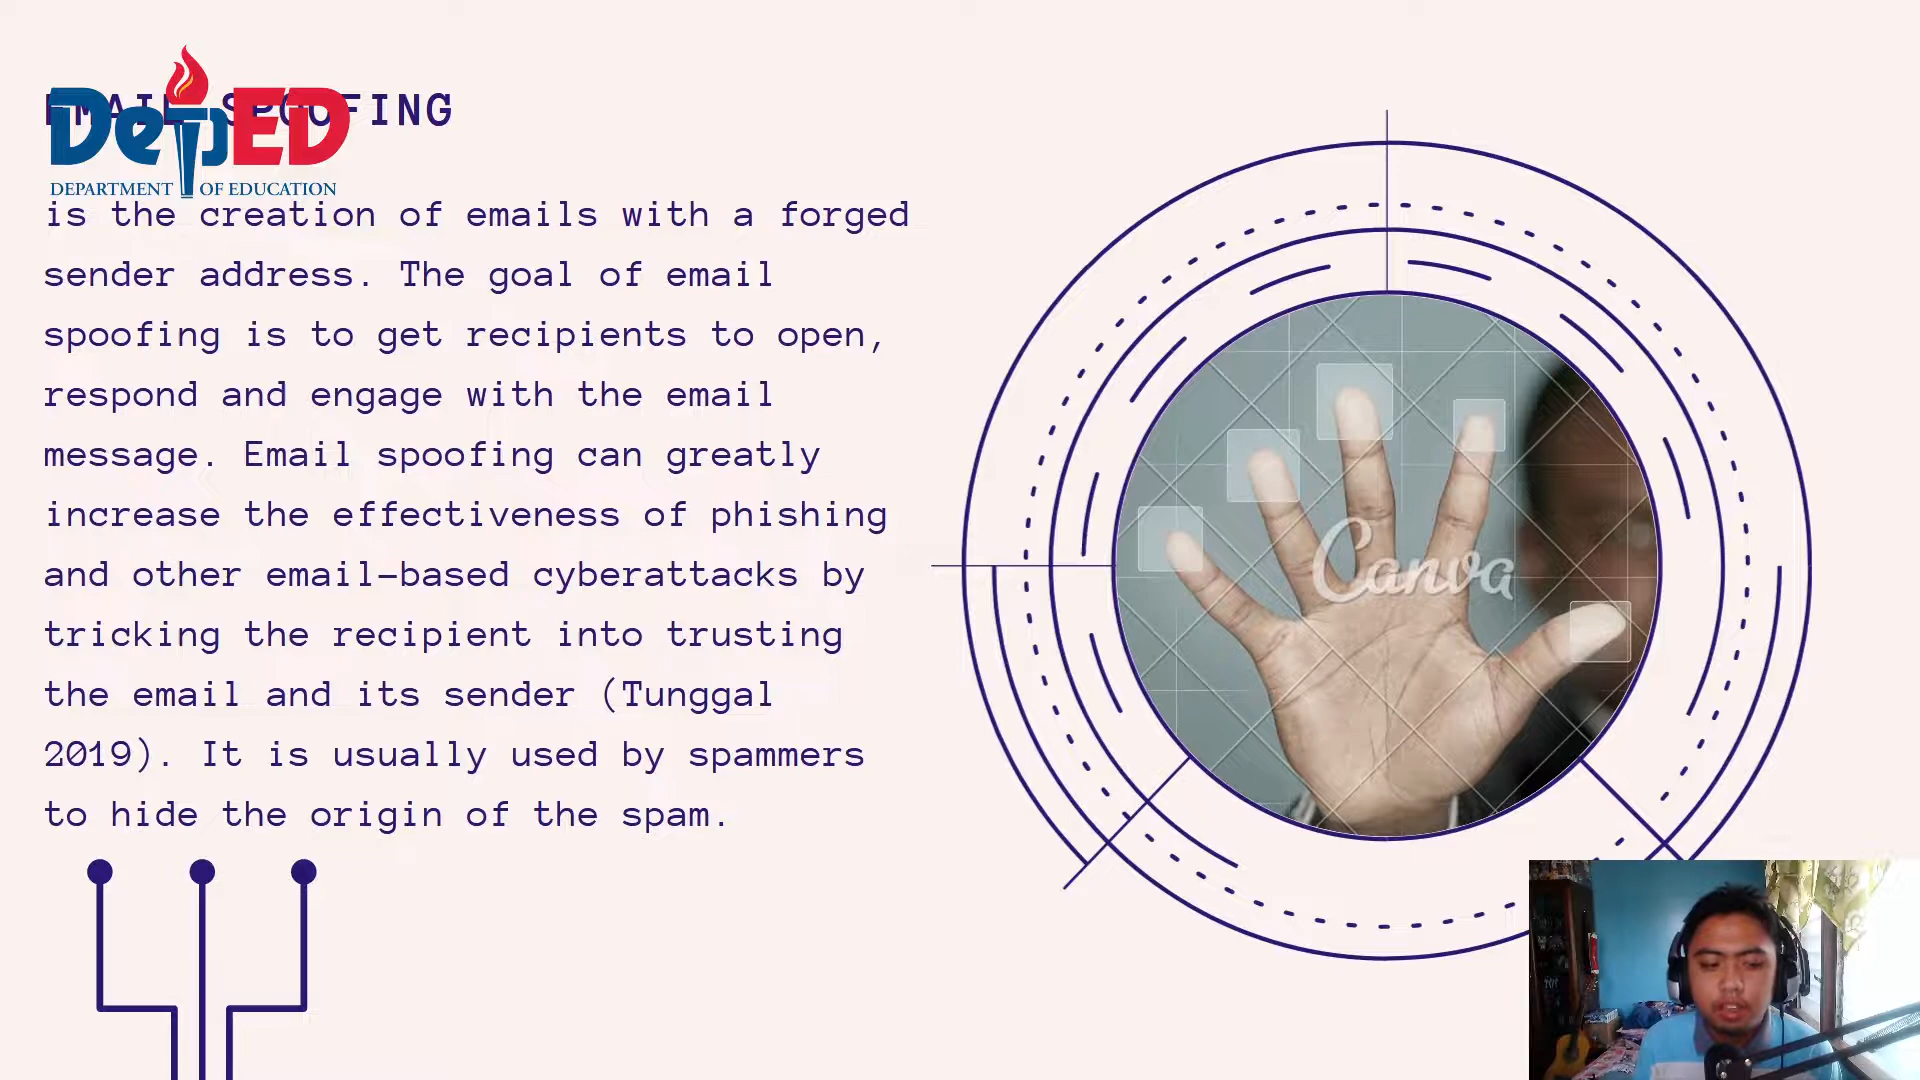 EMAIL SPOOFING
DepED
DEPARTMENT OF EDUCATION
is the creation of emails with a forged
sender address. The goal of email
spoofing is to get recipients to open,
respond and engage with the email
message. Email spoofing can greatly
increase the effectiveness of phishing
and other email-based cyberattacks by
tricking the recipient into trusting
the email and its sender (Tunggal
2019). It is usually used by spammers
to hide the origin of the spam.
Canva